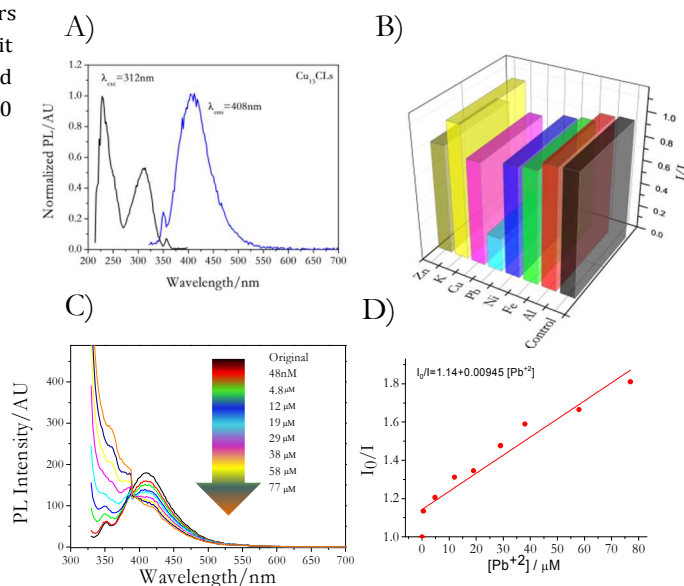 rs
it
d
0
A)
Cu₁₅CLs
λexc=312nm
λemi=408nm
Normalized PL/AU
1.2
1.0
0.8
0.6
0.4
0.2
0.0
200 250 300 350 400 450 500 550 600 650 700
Wavelength/nm
B)
1.0
0.8
0.6
0.4
0.2
0.0
Zn
K
Cu
Pb
Ni
Fe
Al
Control
C)
PL Intensity/AU
400
300
200
100
0
300 350 400 450 500 550 600 650 700
Wavelength/nm
Original
48nM
4.8 μM
12 μM
19 μM
29 μM
38 μM
58 μM
77 μM
D)
I₀/I=1.14+0.00945 [Pb⁺²]
I₀/I
1.8
1.6
1.4
1.2
1.0
0 10 20 30 40 50 60 70 80
[Pb⁺²] / μM